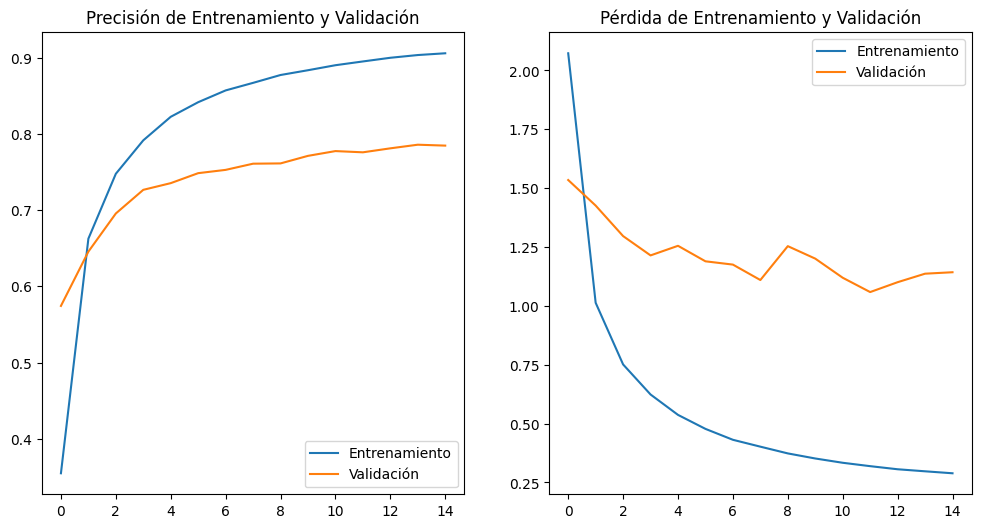 Precisión de Entrenamiento y Validación
0.9
0.8
0.7
0.6
0.5
0.4
0 2 4 6 8 10 12 14
Entrenamiento
Validación
Pérdida de Entrenamiento y Validación
2.00
1.75
1.50
1.25
1.00
0.75
0.50
0.25
0 2 4 6 8 10 12 14
Entrenamiento
Validación